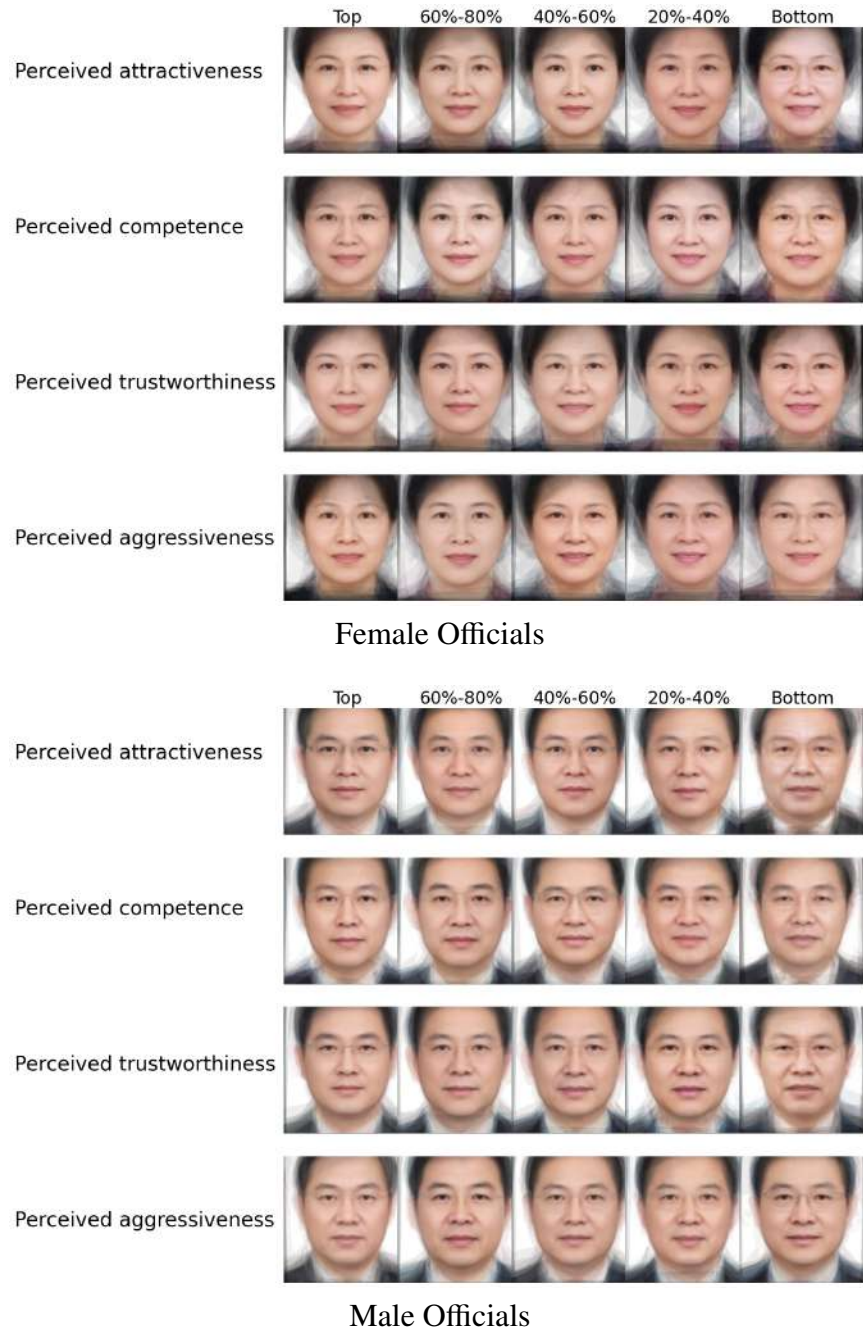 Top 60%-80% 40%-60% 20%-40% Bottom
Perceived attractiveness
Perceived competence
Perceived trustworthiness
Perceived aggressiveness
Female Officials
Top 60%-80% 40%-60% 20%-40% Bottom
Perceived attractiveness
Perceived competence
Perceived trustworthiness
Perceived aggressiveness
Male Officials